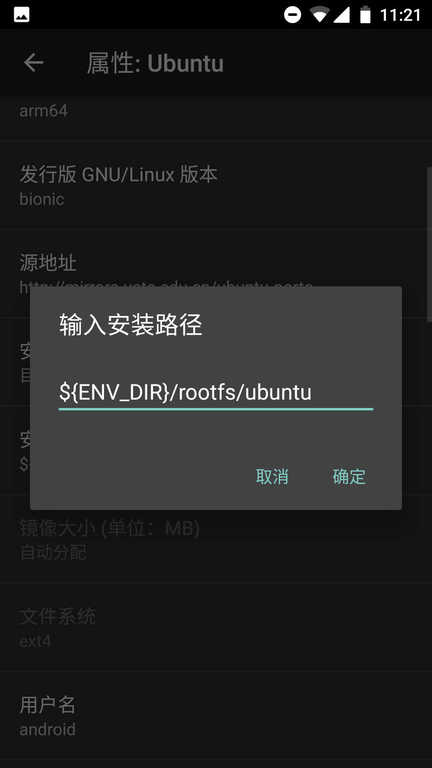 11:21
属性: Ubuntu
arm64
发行版 GNU/Linux 版本
bionic
源地址
输入安装路径
${ENV_DIR}/rootfs/ubuntu
取消
确定
镜像大小 (单位：MB)
自动分配
文件系统
ext4
用户名
android